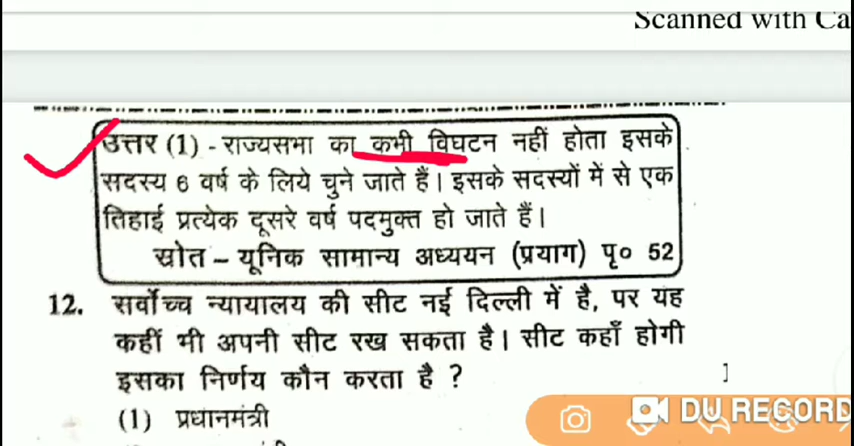 Scanned with Ca
उत्तर (1) - राज्यसभा का कभी विघटन नहीं होता इसके
सदस्य 6 वर्ष के लिये चुने जाते हैं। इसके सदस्यों में से एक
तिहाई प्रत्येक दूसरे वर्ष पदमुक्त हो जाते हैं।
स्रोत – यूनिक सामान्य अध्ययन (प्रयाग) पृ० 52
12. सर्वोच्च न्यायालय की सीट नई दिल्ली में है, पर यह
कहीं भी अपनी सीट रख सकता है। सीट कहाँ होगी
इसका निर्णय कौन करता है ?
(1) प्रधानमंत्री
DU RECORD